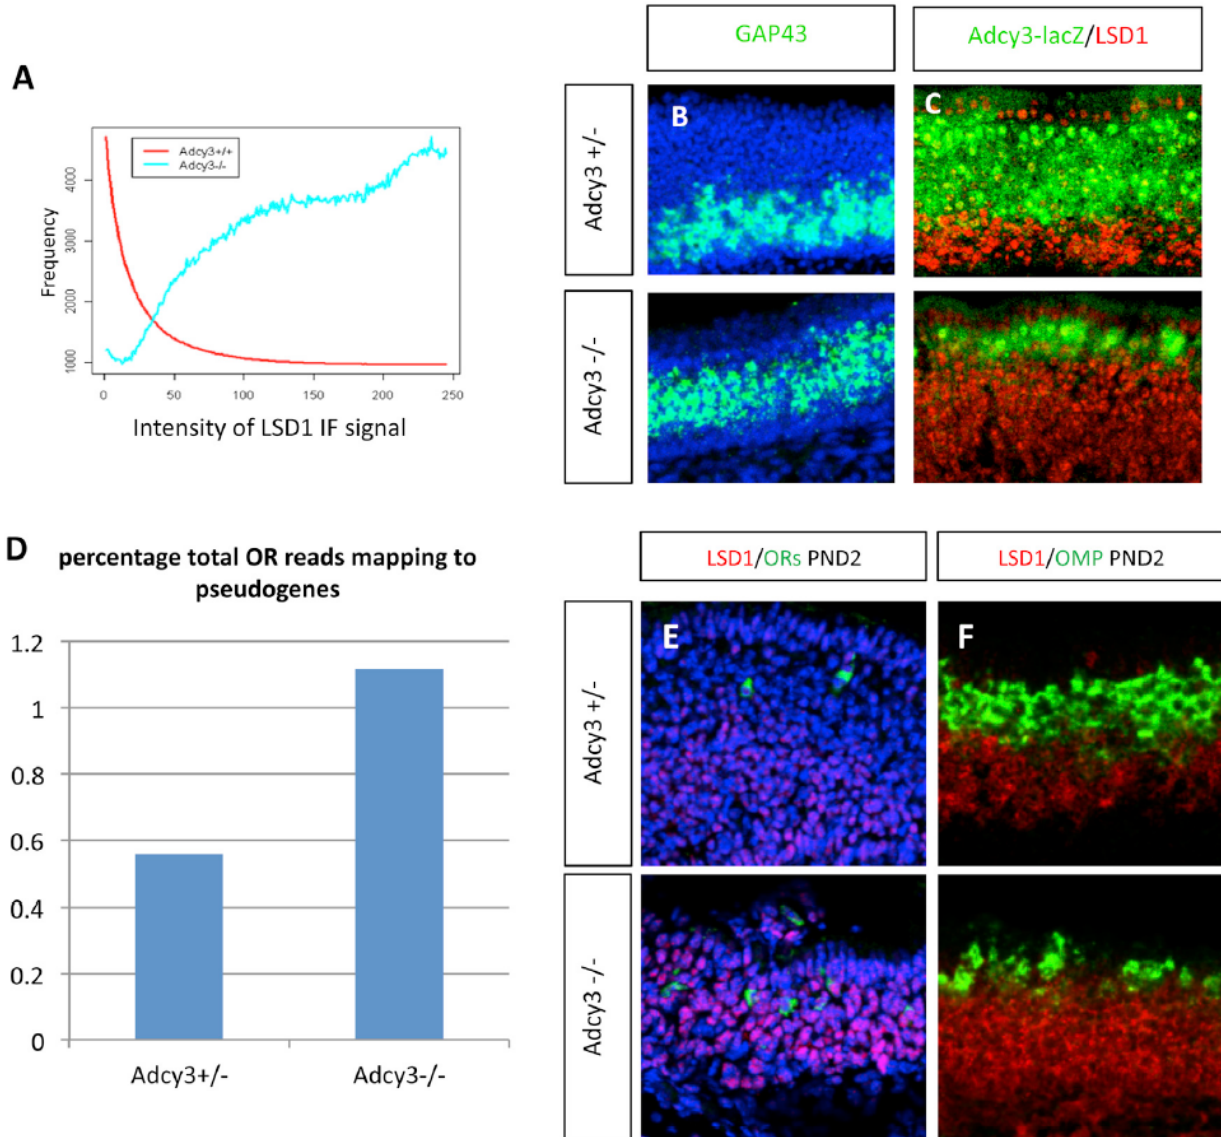 A
Adcy3+/+
Adcy3-/-
Frequency
4000
3000
2000
1000
0
50
100
150
200
250
Intensity of LSD1 IF signal
GAP43
Adcy3-lacZ/LSD1
Adcy3 +/-
B
C
Adcy3 -/-
D
percentage total OR reads mapping to
pseudogenes
1.2
1
0.8
0.6
0.4
0.2
0
Adcy3+/-
Adcy3-/-
LSD1/ORs PND2
LSD1/OMP PND2
Adcy3 +/-
E
F
Adcy3 -/-